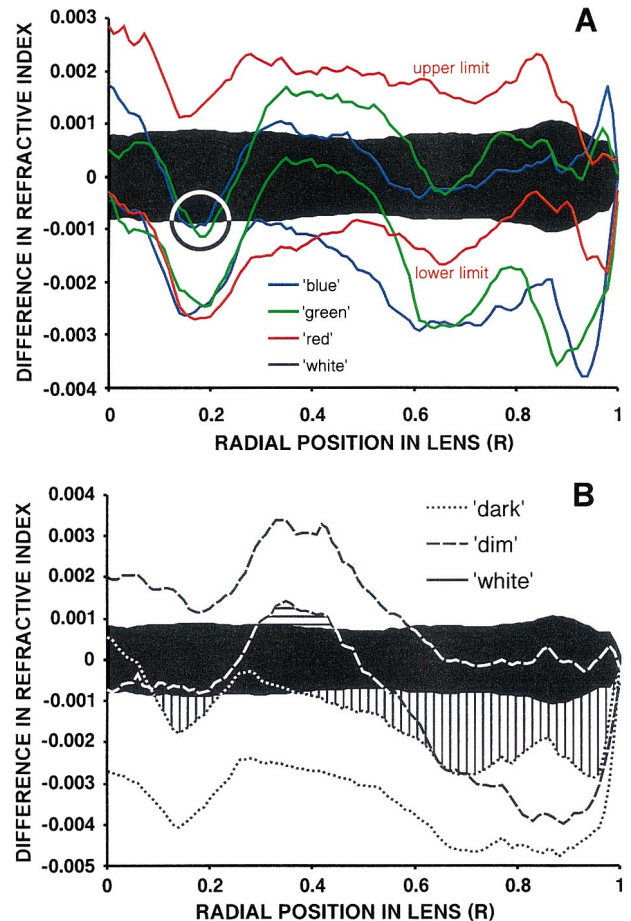 A
DIFFERENCE IN REFRACTIVE INDEX
0.003
0.002
0.001
0
-0.001
-0.002
-0.003
-0.004
upper limit
lower limit
'blue'
'green'
'red'
'white'
0
0.2
0.4
0.6
0.8
1
RADIAL POSITION IN LENS (R)
B
DIFFERENCE IN REFRACTIVE INDEX
0.004
0.003
0.002
0.001
0
-0.001
-0.002
-0.003
-0.004
-0.005
'dark'
'dim'
'white'
0
0.2
0.4
0.6
0.8
1
RADIAL POSITION IN LENS (R)